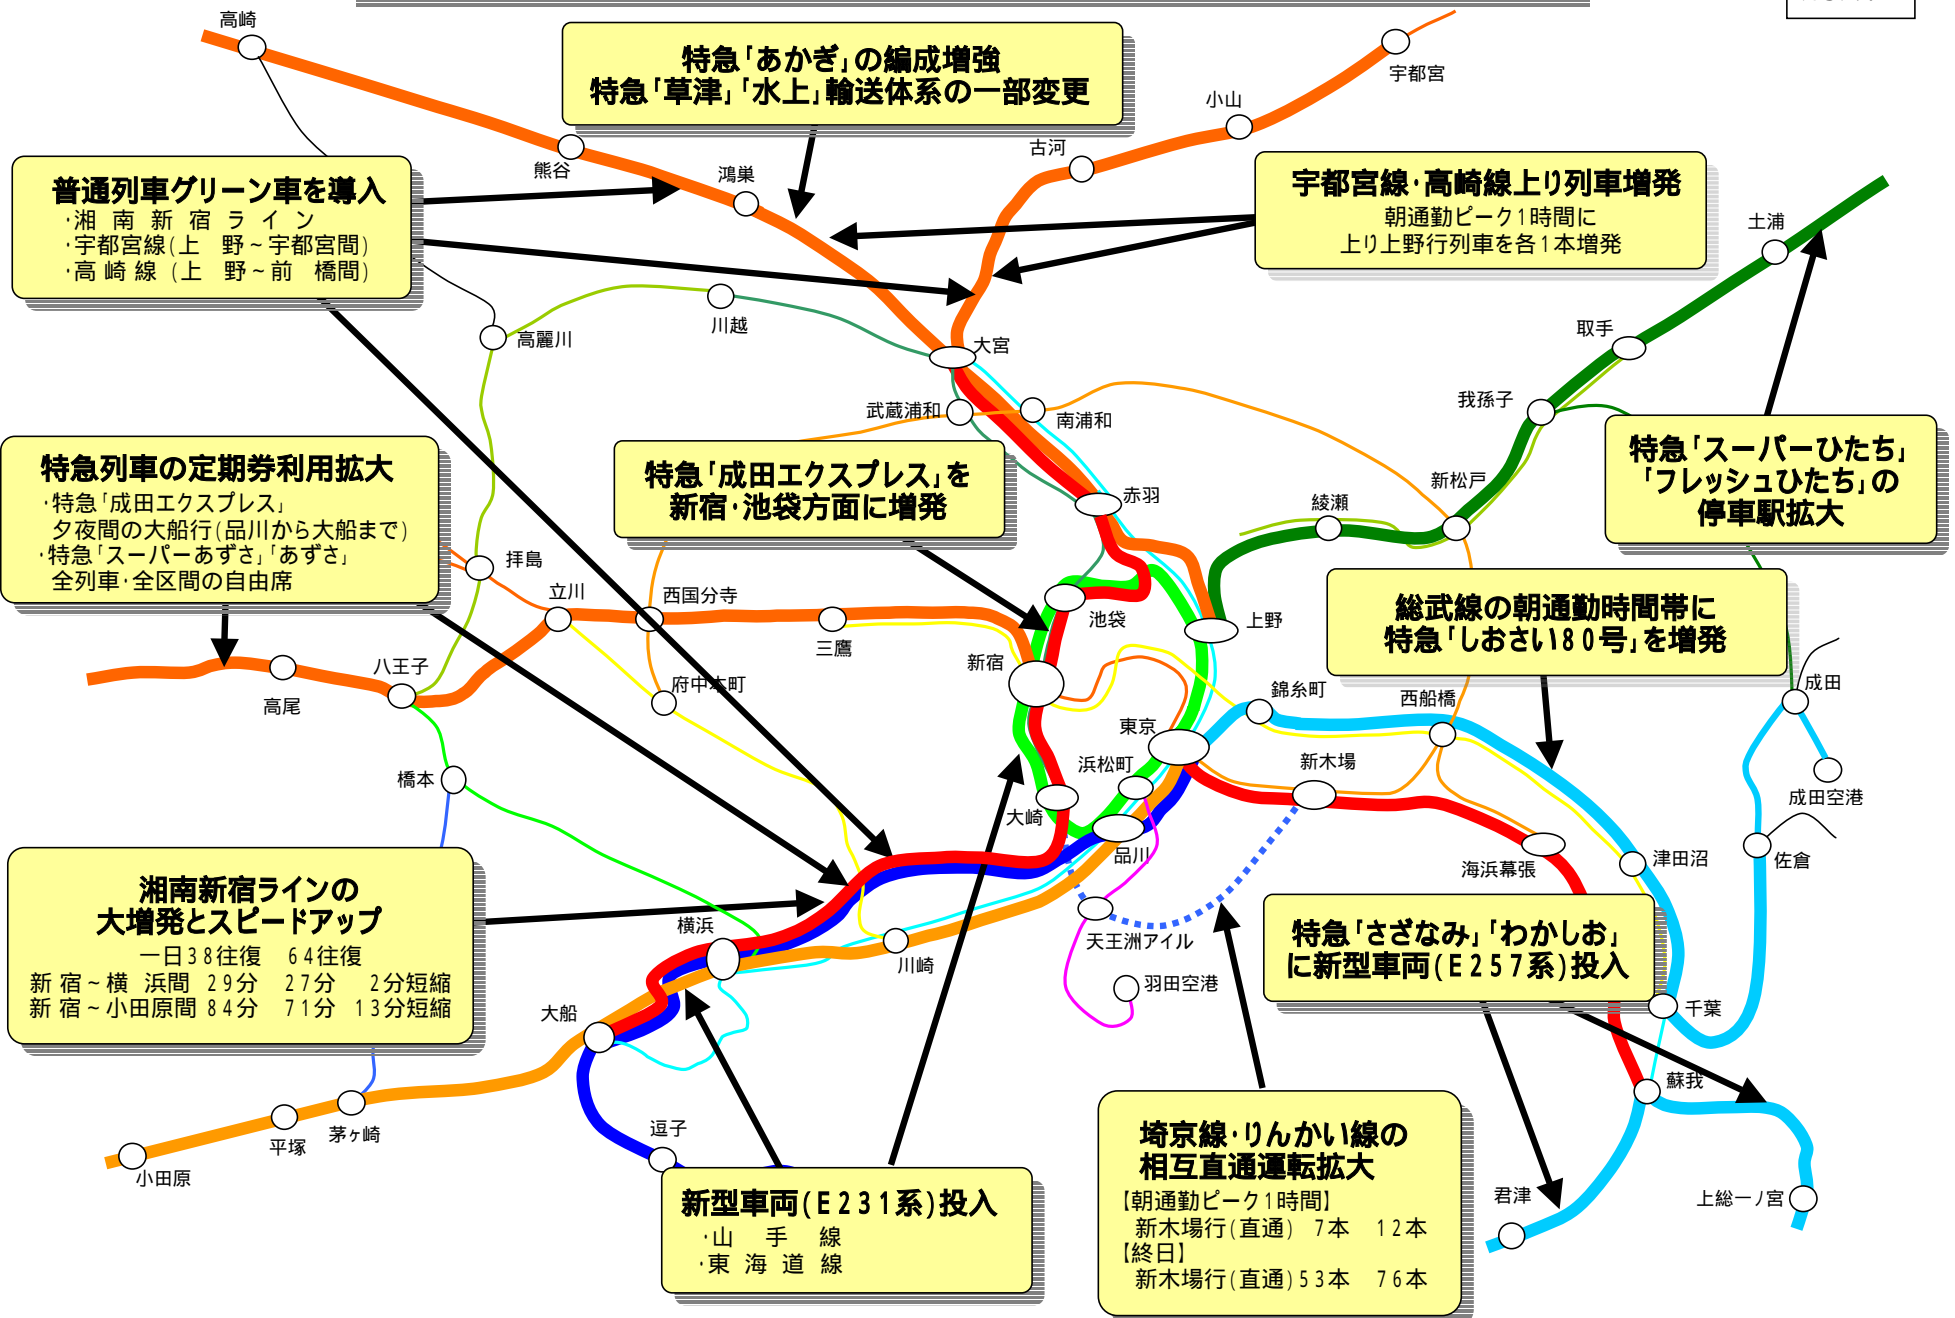 高崎
宇都宮
特急「あかぎ」の編成増強
特急「草津」「水上」輸送体系の一部変更
小山
古河
熊谷
鴻巣
普通列車グリーン車を導入
・湘南新宿ライン
・宇都宮線(上野~宇都宮間)
・高崎線(上野~前橋間)
宇都宮線・高崎線上り列車増発
朝通勤ピーク1時間に
上り上野行列車を各1本増発
土浦
川越
高麗川
取手
大宮
我孫子
武蔵浦和
南浦和
特急列車の定期券利用拡大
・特急「成田エクスプレス」
夕夜間の大船行(品川から大船まで)
・特急「スーパーあずさ」「あずさ」
全列車・全区間の自由席
特急「成田エクスプレス」を
新宿・池袋方面に増発
赤羽
新松戸
綾瀬
特急「スーパーひたち」
「フレッシュひたち」の
停車駅拡大
拝島
立川
西国分寺
三鷹
池袋
上野
新宿
総武線の朝通勤時間帯に
特急「しおさい80号」を増発
八王子
高尾
府中本町
錦糸町
西船橋
成田
東京
浜松町
新木場
橋本
大崎
品川
成田空港
海浜幕張
津田沼
佐倉
湘南新宿ラインの
大増発とスピードアップ
一日38往復 64往復
新宿~横浜間 29分 27分 2分短縮
新宿~小田原間 84分 71分 13分短縮
横浜
川崎
天王洲アイル
羽田空港
特急「さざなみ」「わかしお」
に新型車両(E257系)投入
千葉
大船
蘇我
平塚
茅ヶ崎
小田原
逗子
新型車両(E231系)投入
・山手線
・東海道線
埼京線・りんかい線の
相互直通運転拡大
【朝通勤ピーク1時間】
新木場行(直通) 7本 12本
【終日】
新木場行(直通)53本 76本
君津
上総一ノ宮